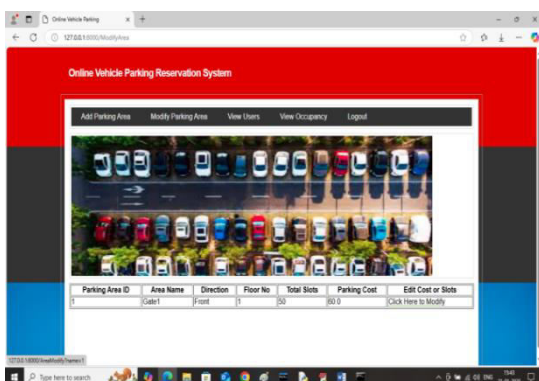 Online Vehicle Parking
127.0.0.1:8000/ModifyArea
Online Vehicle Parking Reservation System
Add Parking Area Modify Parking Area View Users View Occupancy Logout
Parking Area ID Area Name Direction Floor No Total Slots Parking Cost Edit Cost or Slots
1 Gate1 Front 1 50 60.0 Click Here to Modify
Type here to search ENG